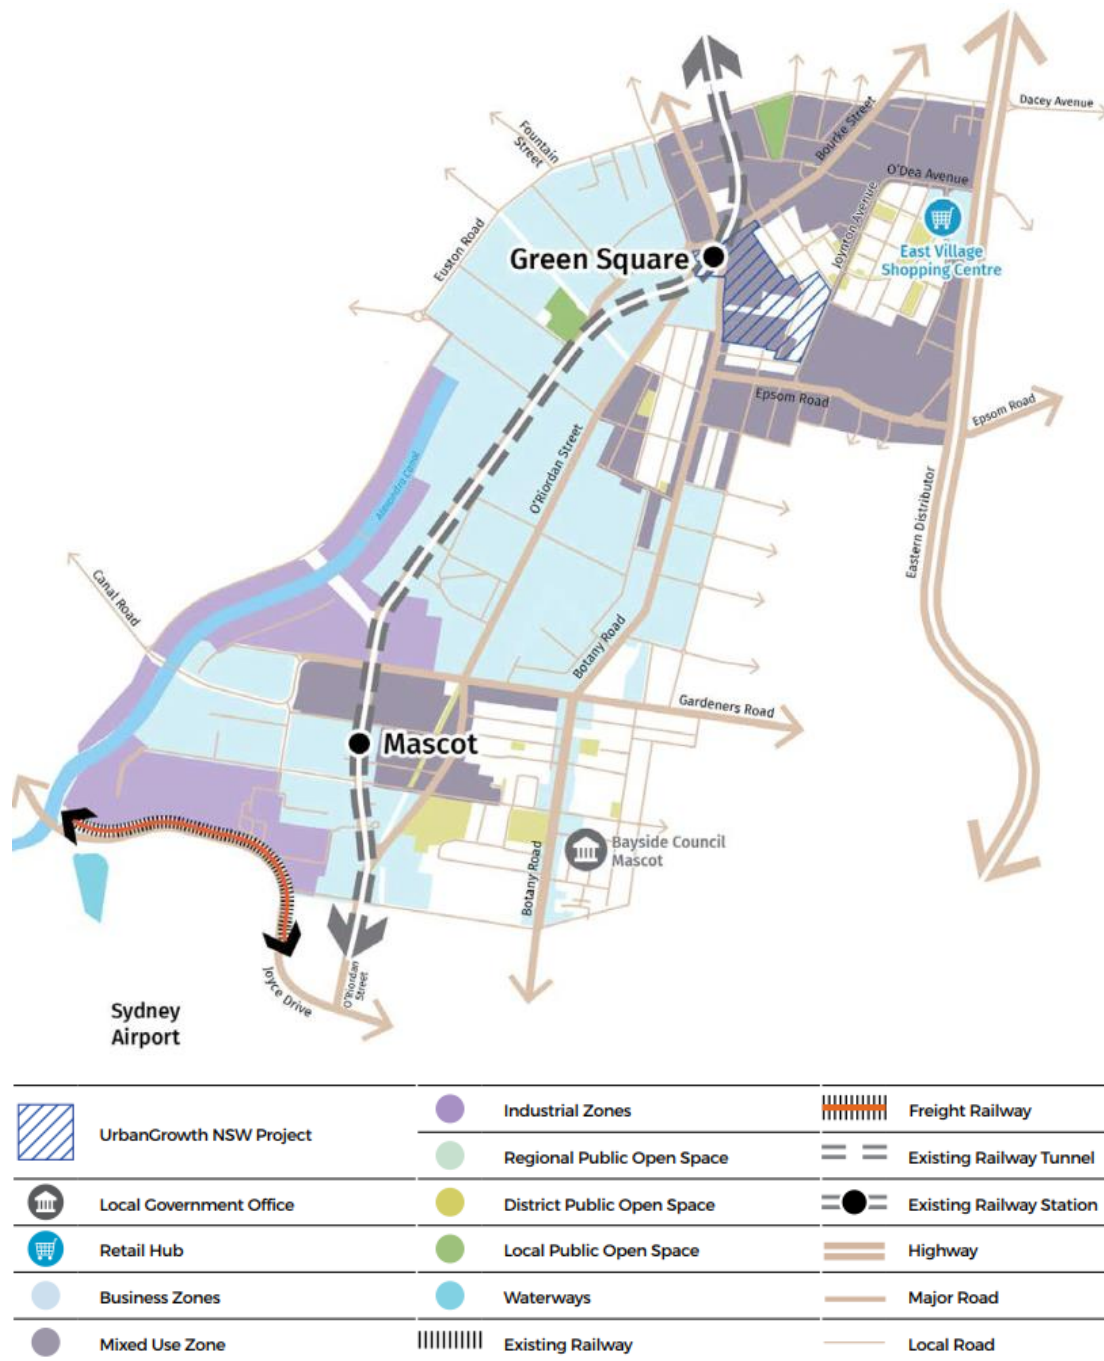 Dacey Avenue
Fountain
Street
Bourke Street
O'Dea Avenue
Joynton Avenue
Euston Road
Green Square
East Village
Shopping Centre
Epsom Road
Epsom Road
O'Riordan Street
Alexandra Canal
Eastern Distributor
Canal Road
Botany Road
Gardeners Road
Mascot
Bayside Council
Mascot
Botany Road
Joyce Drive
O'Riordan
Street
Sydney
Airport
UrbanGrowth NSW Project
Local Government Office
Retail Hub
Business Zones
Mixed Use Zone
Industrial Zones
Regional Public Open Space
District Public Open Space
Local Public Open Space
Waterways
Existing Railway
Freight Railway
Existing Railway Tunnel
Existing Railway Station
Highway
Major Road
Local Road